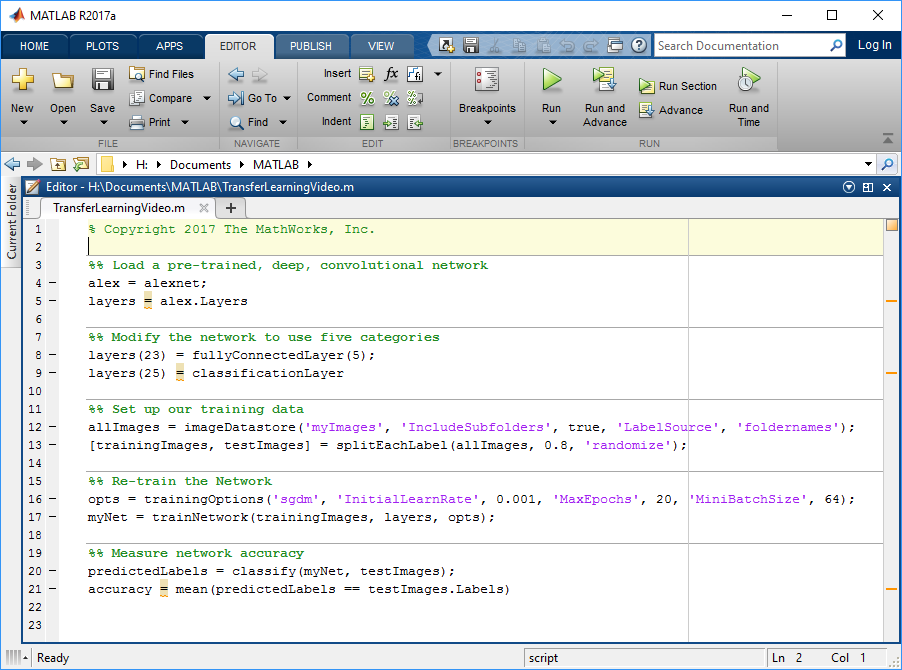 MATLAB R2017a
HOME PLOTS APPS EDITOR PUBLISH VIEW Search Documentation Log In
New Open Save Find Files Compare Print
Go To Find
Insert fx
Comment
Indent
Breakpoints
Run Run and Advance Run Section Advance Run and Time
FILE NAVIGATE EDIT BREAKPOINTS RUN
H: Documents MATLAB
Current Folder
Editor - H:\Documents\MATLAB\TransferLearningVideo.m
TransferLearningVideo.m
1 % Copyright 2017 The MathWorks, Inc.
2
3 %% Load a pre-trained, deep, convolutional network
4 alex = alexnet;
5 layers = alex.Layers
6
7 %% Modify the network to use five categories
8 layers(23) = fullyConnectedLayer(5);
9 layers(25) = classificationLayer
10
11 %% Set up our training data
12 allImages = imageDatastore('myImages', 'IncludeSubfolders', true, 'LabelSource', 'foldernames');
13 [trainingImages, testImages] = splitEachLabel(allImages, 0.8, 'randomize');
14
15 %% Re-train the Network
16 opts = trainingOptions('sgdm', 'InitialLearnRate', 0.001, 'MaxEpochs', 20, 'MiniBatchSize', 64);
17 myNet = trainNetwork(trainingImages, layers, opts);
18
19 %% Measure network accuracy
20 predictedLabels = classify(myNet, testImages);
21 accuracy = mean(predictedLabels == testImages.Labels)
22
23
Ready script Ln 2 Col 1